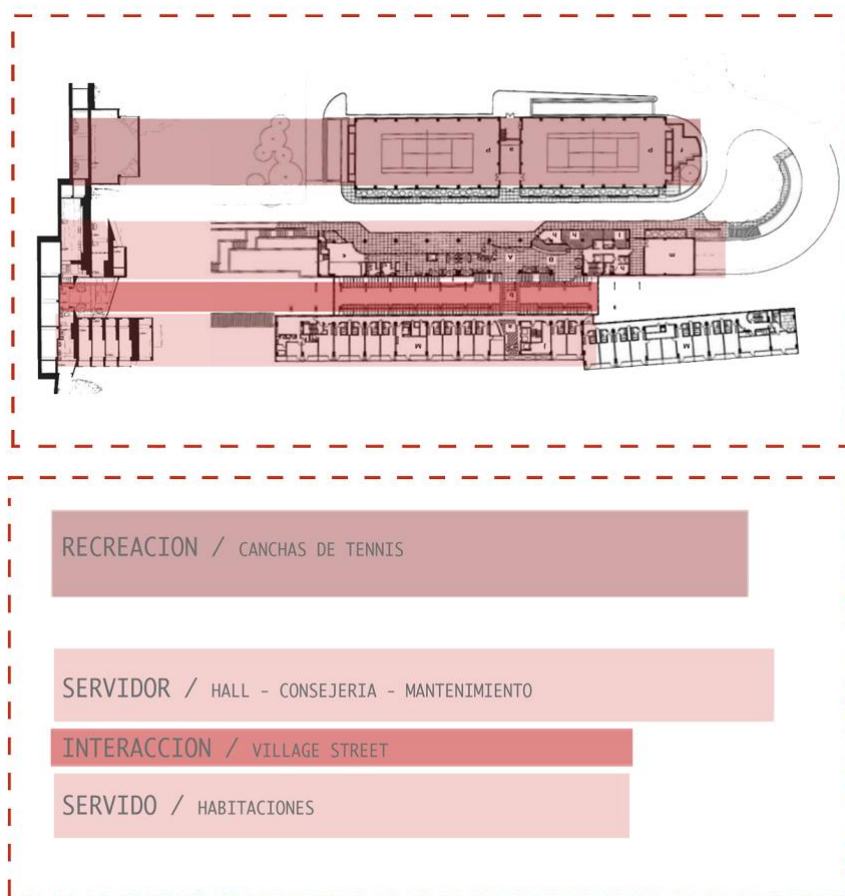 RECREACION / CANCHAS DE TENNIS
SERVIDOR / HALL - CONSEJERIA - MANTENIMIENTO
INTERACCION / VILLAGE STREET
SERVIDO / HABITACIONES